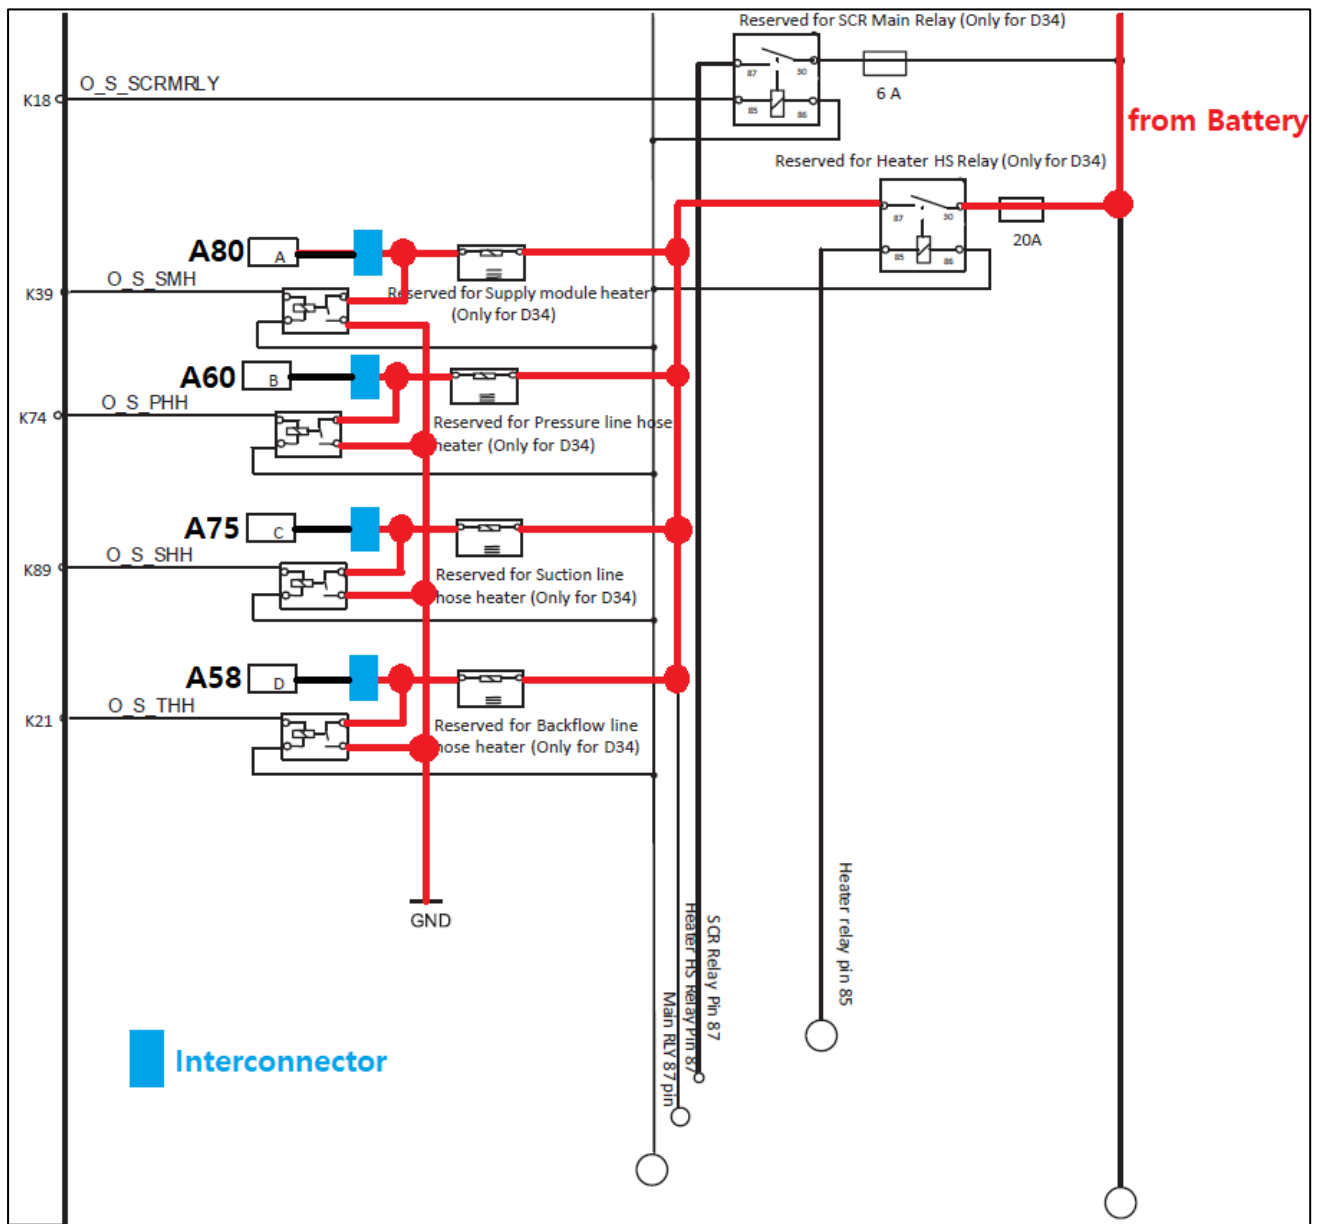 Reserved for SCR Main Relay (Only for D34)
87
30
85
86
6 A
O_S_SCRMRLY
K18
from Battery
Reserved for Heater HS Relay (Only for D34)
87
30
85
86
20A
A80
A
O_S_SMH
K39
Reserved for Supply module heater
(Only for D34)
A60
B
O_S_PHH
K74
Reserved for Pressure line hose
heater (Only for D34)
A75
C
O_S_SHH
K89
Reserved for Suction line
hose heater (Only for D34)
A58
D
O_S_THH
K21
Reserved for Backflow line
hose heater (Only for D34)
GND
Main RLY 87 pin
Heater HS Relay Pin 87
SCR Relay Pin 87
Heater relay pin 85
Interconnector